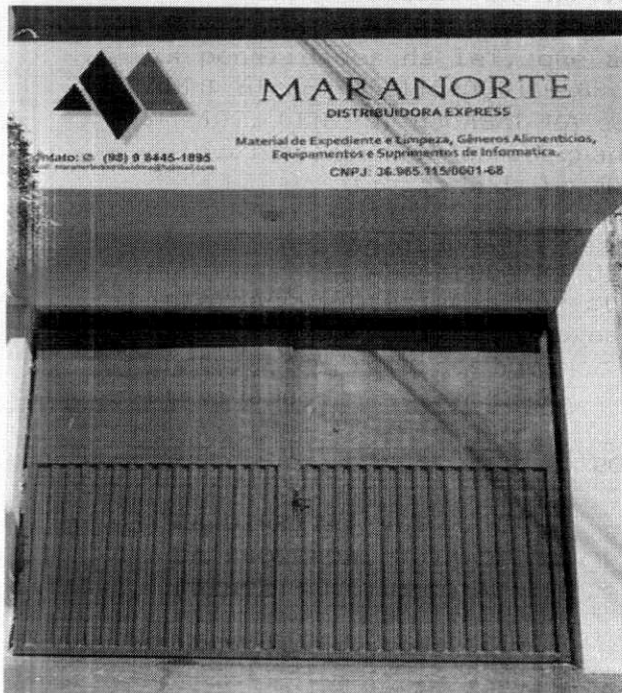 MARANORTE
DISTRIBUIDORA EXPRESS
Material de Expediente e Limpeza, Gêneros Alimentícios,
Equipamentos e Suprimentos de Informatica.
CNPJ: 36.965.115/0001-68
(98) 9 8445-1895